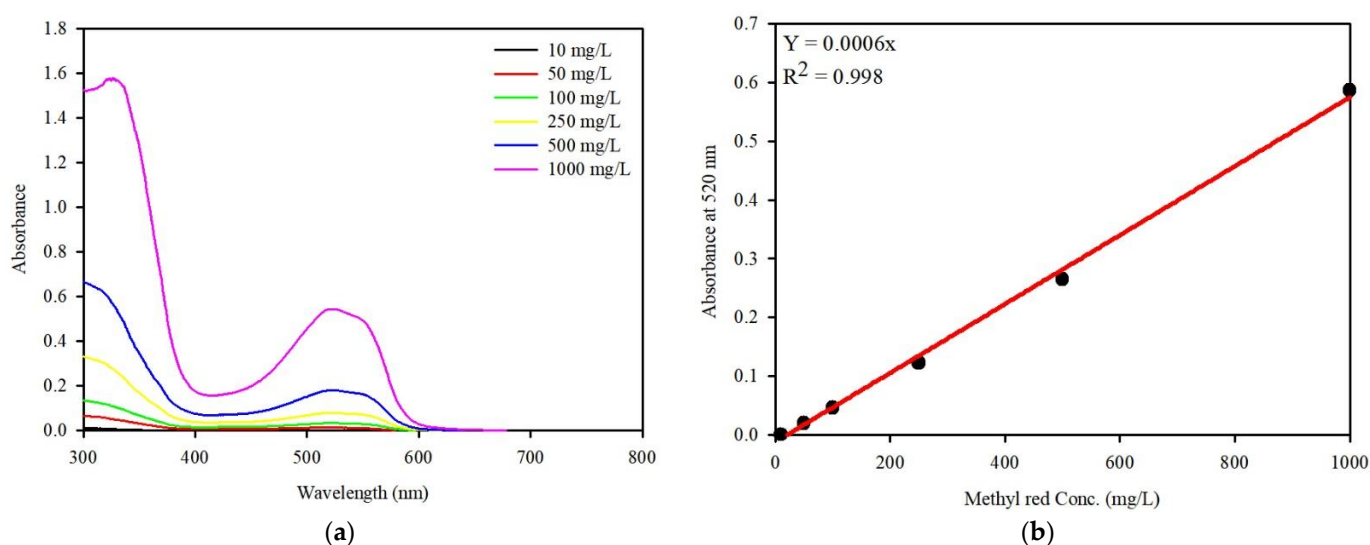 1.8
1.6
1.4
1.2
1.0
0.8
0.6
0.4
0.2
0.0
Absorbance
10 mg/L
50 mg/L
100 mg/L
250 mg/L
500 mg/L
1000 mg/L
300 400 500 600 700 800
Wavelength (nm)
(a)
0.7
0.6
0.5
0.4
0.3
0.2
0.1
0.0
Absorbance at 520 nm
Y = 0.0006x
R² = 0.998
0 200 400 600 800 1000
Methyl red Conc. (mg/L)
(b)